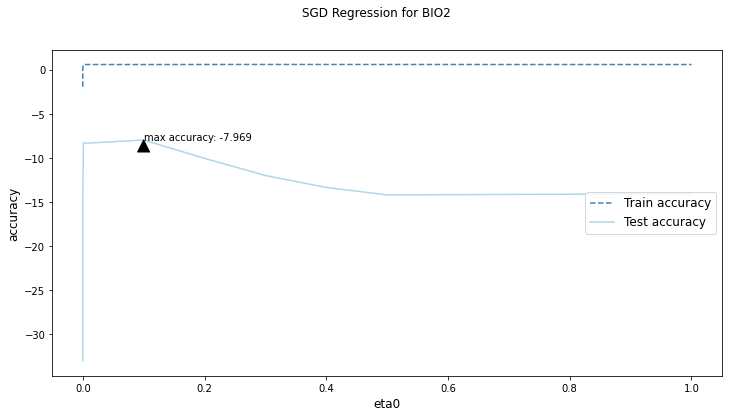 SGD Regression for BIO2
0
−5
−10
−15
−20
−25
−30
accuracy
max accuracy: -7.969
Train accuracy
Test accuracy
0.0 0.2 0.4 0.6 0.8 1.0
eta0